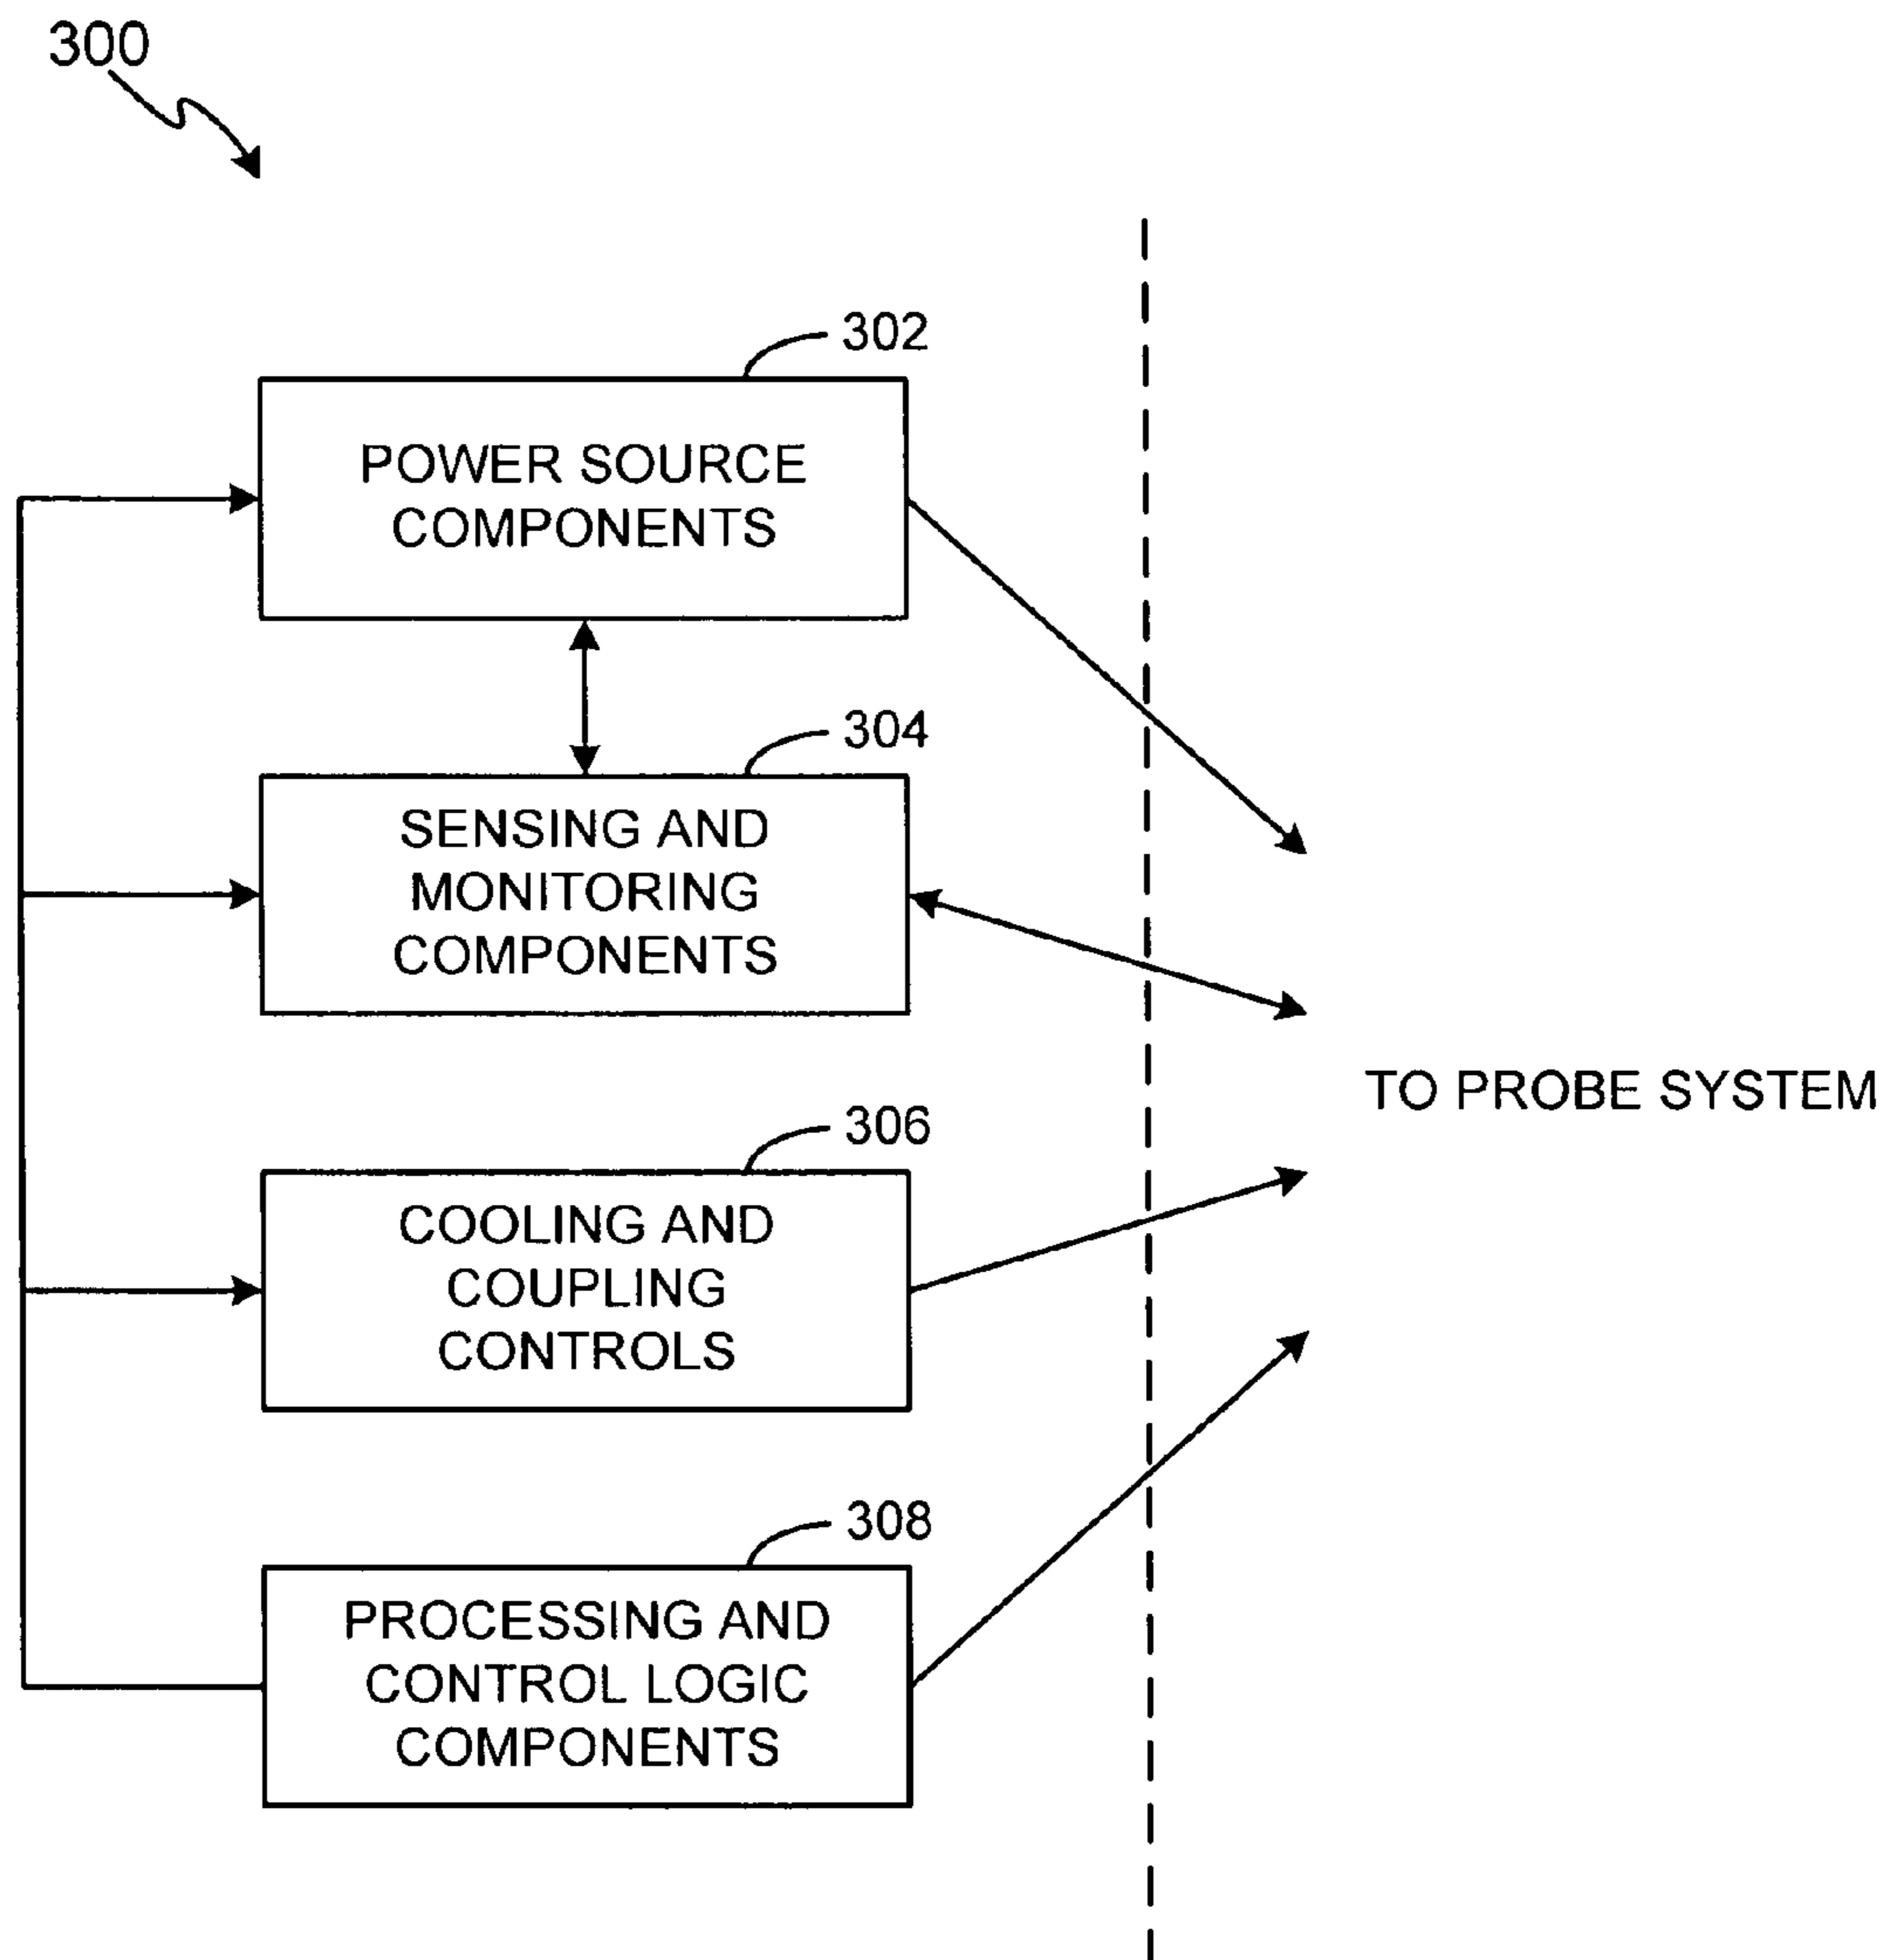 300
302
POWER SOURCE
COMPONENTS
304
SENSING AND
MONITORING
COMPONENTS
TO PROBE SYSTEM
306
COOLING AND
COUPLING
CONTROLS
308
PROCESSING AND
CONTROL LOGIC
COMPONENTS